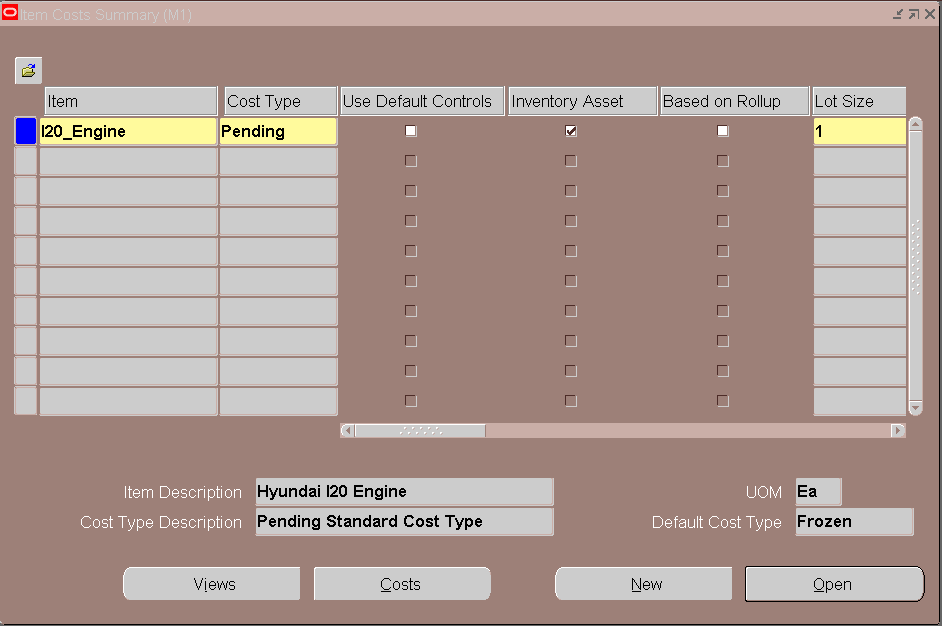 Item Costs Summary (M1)
Item Cost Type Use Default Controls Inventory Asset Based on Rollup Lot Size
I20_Engine Pending 1
Item Description Hyundai I20 Engine UOM Ea
Cost Type Description Pending Standard Cost Type Default Cost Type Frozen
Views Costs New Open